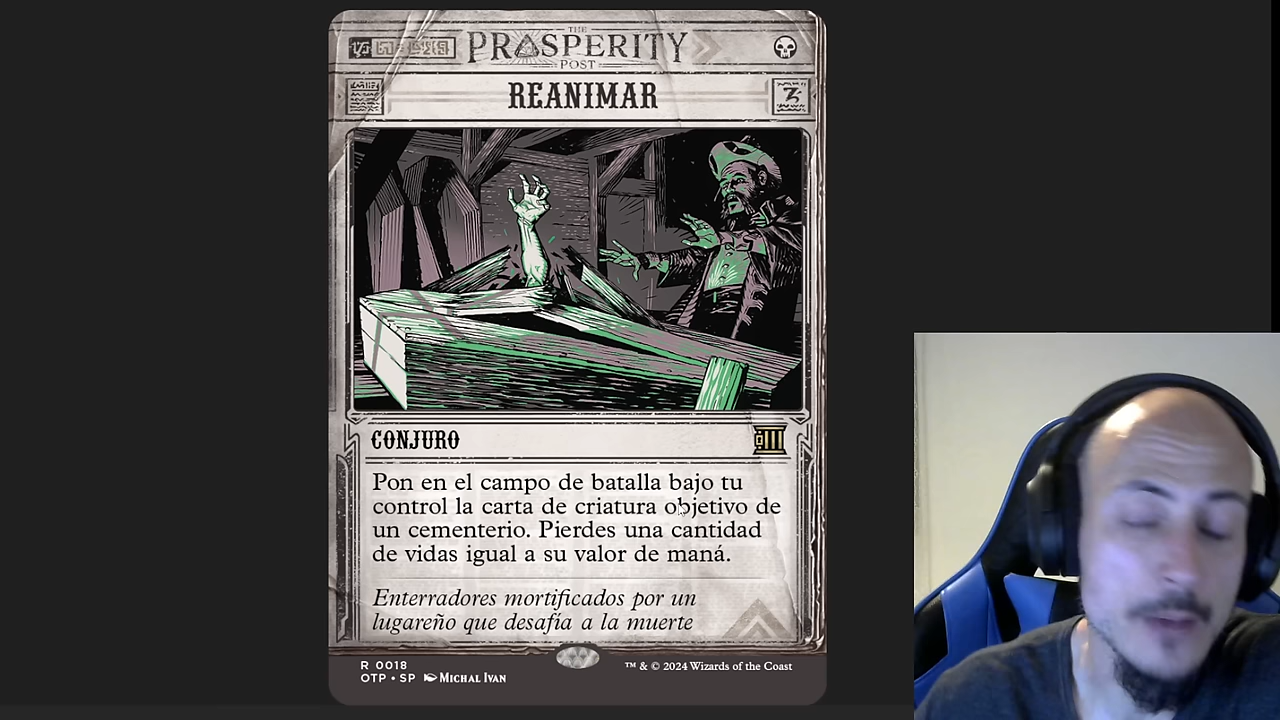 THE
PROSPERITY
POST
REANIMAR
CONJURO
Pon en el campo de batalla bajo tu
control la carta de criatura objetivo de
un cementerio. Pierdes una cantidad
de vidas igual a su valor de maná.
Enterradores mortificados por un
lugareño que desafía a la muerte
R 0018
™ & © 2024 Wizards of the Coast
OTP • SP MICHAL IVAN